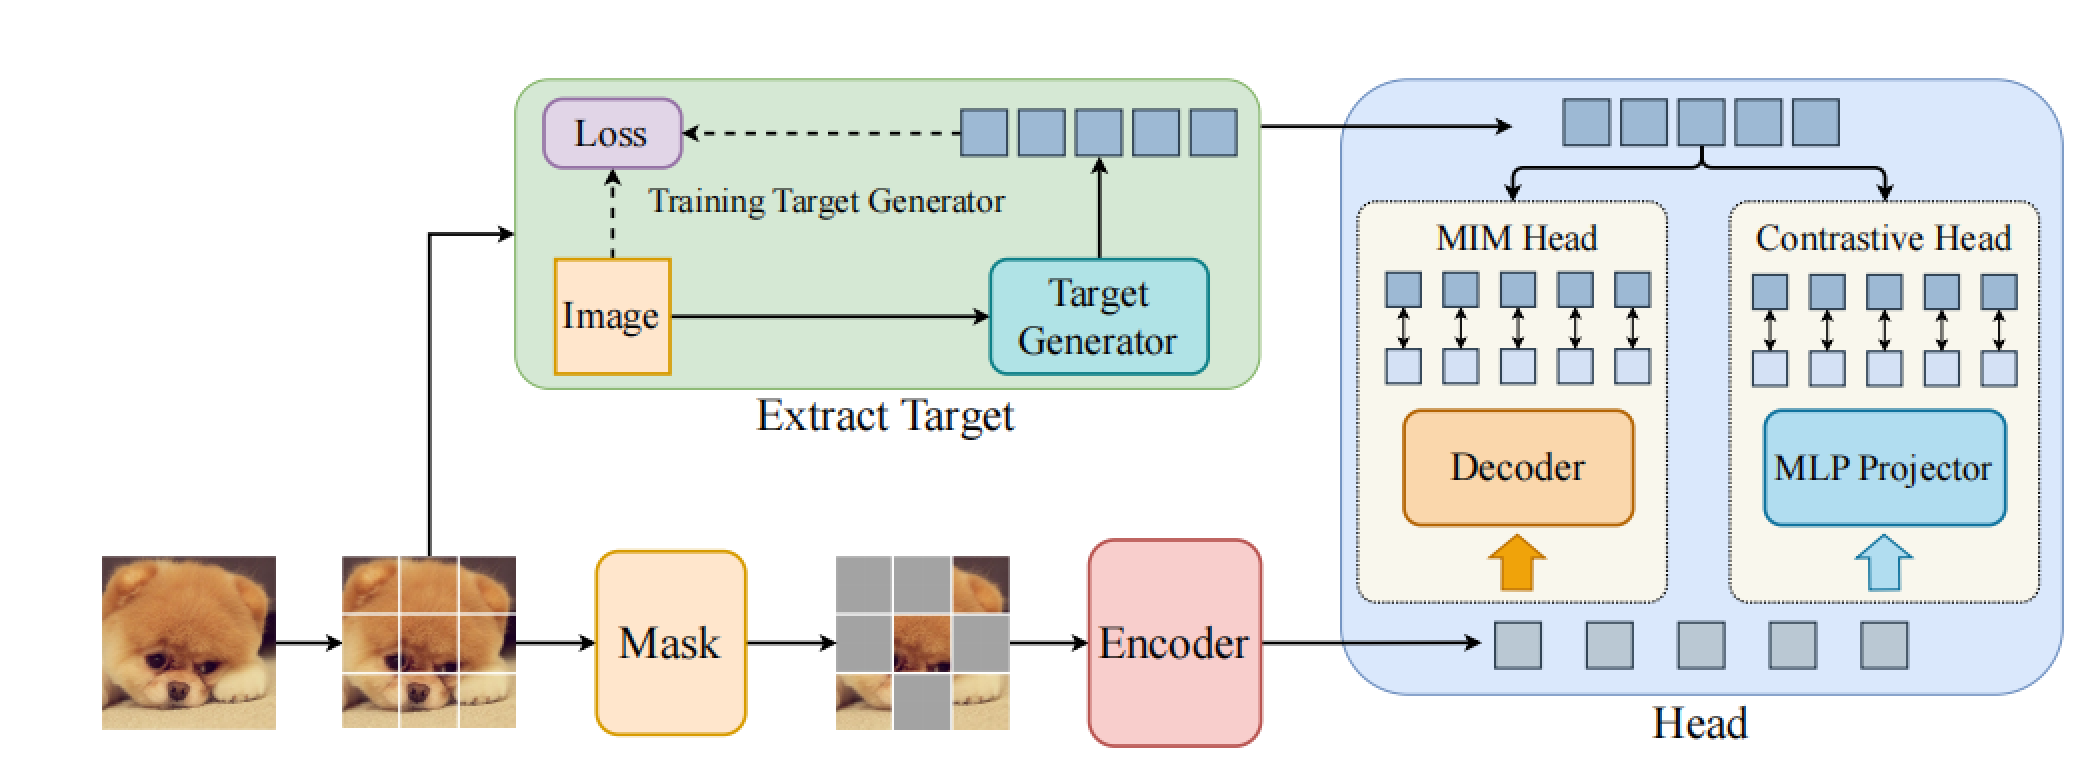 Loss
Training Target Generator
Image
Target
Generator
Extract Target
MIM Head
Contrastive Head
Decoder
MLP Projector
Mask
Encoder
Head